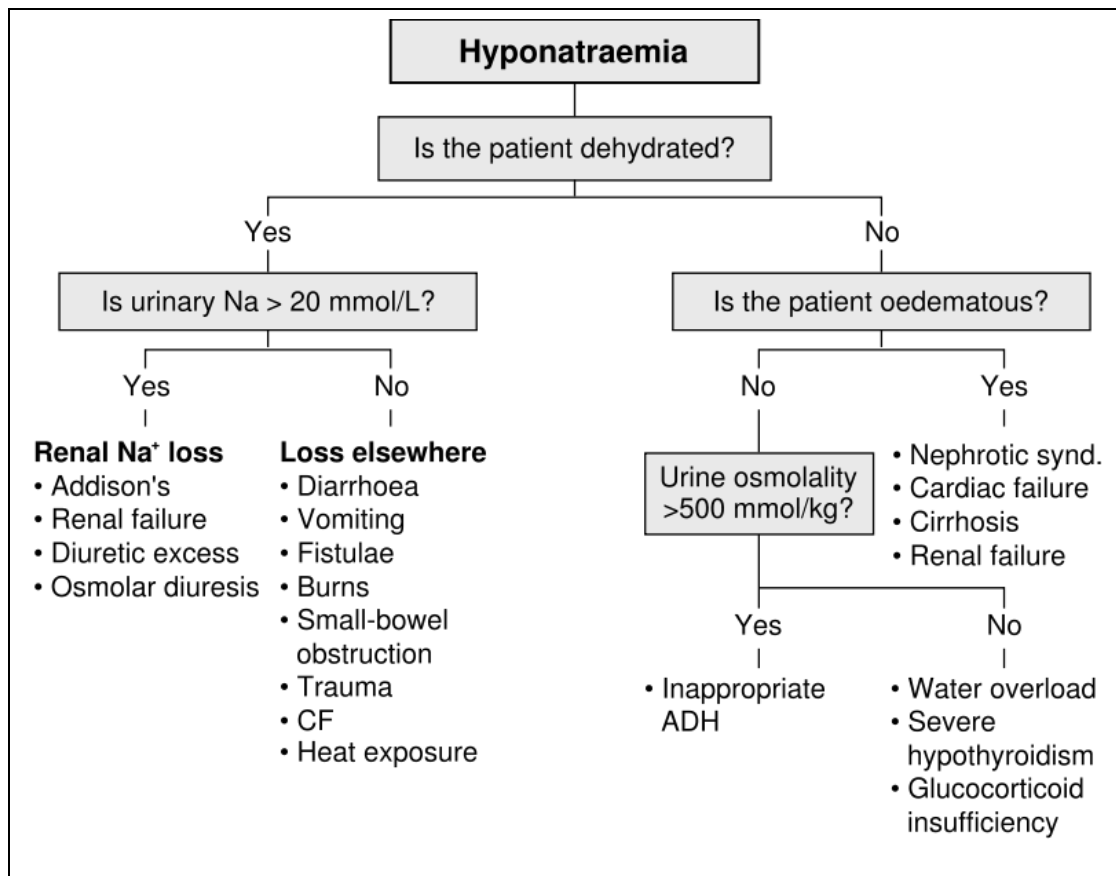 Hyponatraemia
Is the patient dehydrated?
Yes
No
Is urinary Na > 20 mmol/L?
Is the patient oedematous?
Yes
No
No
Yes
Renal Na⁺ loss
• Addison's
• Renal failure
• Diuretic excess
• Osmolar diuresis
Loss elsewhere
• Diarrhoea
• Vomiting
• Fistulae
• Burns
• Small-bowel
obstruction
• Trauma
• CF
• Heat exposure
Urine osmolality
>500 mmol/kg?
• Nephrotic synd.
• Cardiac failure
• Cirrhosis
• Renal failure
Yes
No
• Inappropriate
ADH
• Water overload
• Severe
hypothyroidism
• Glucocorticoid
insufficiency